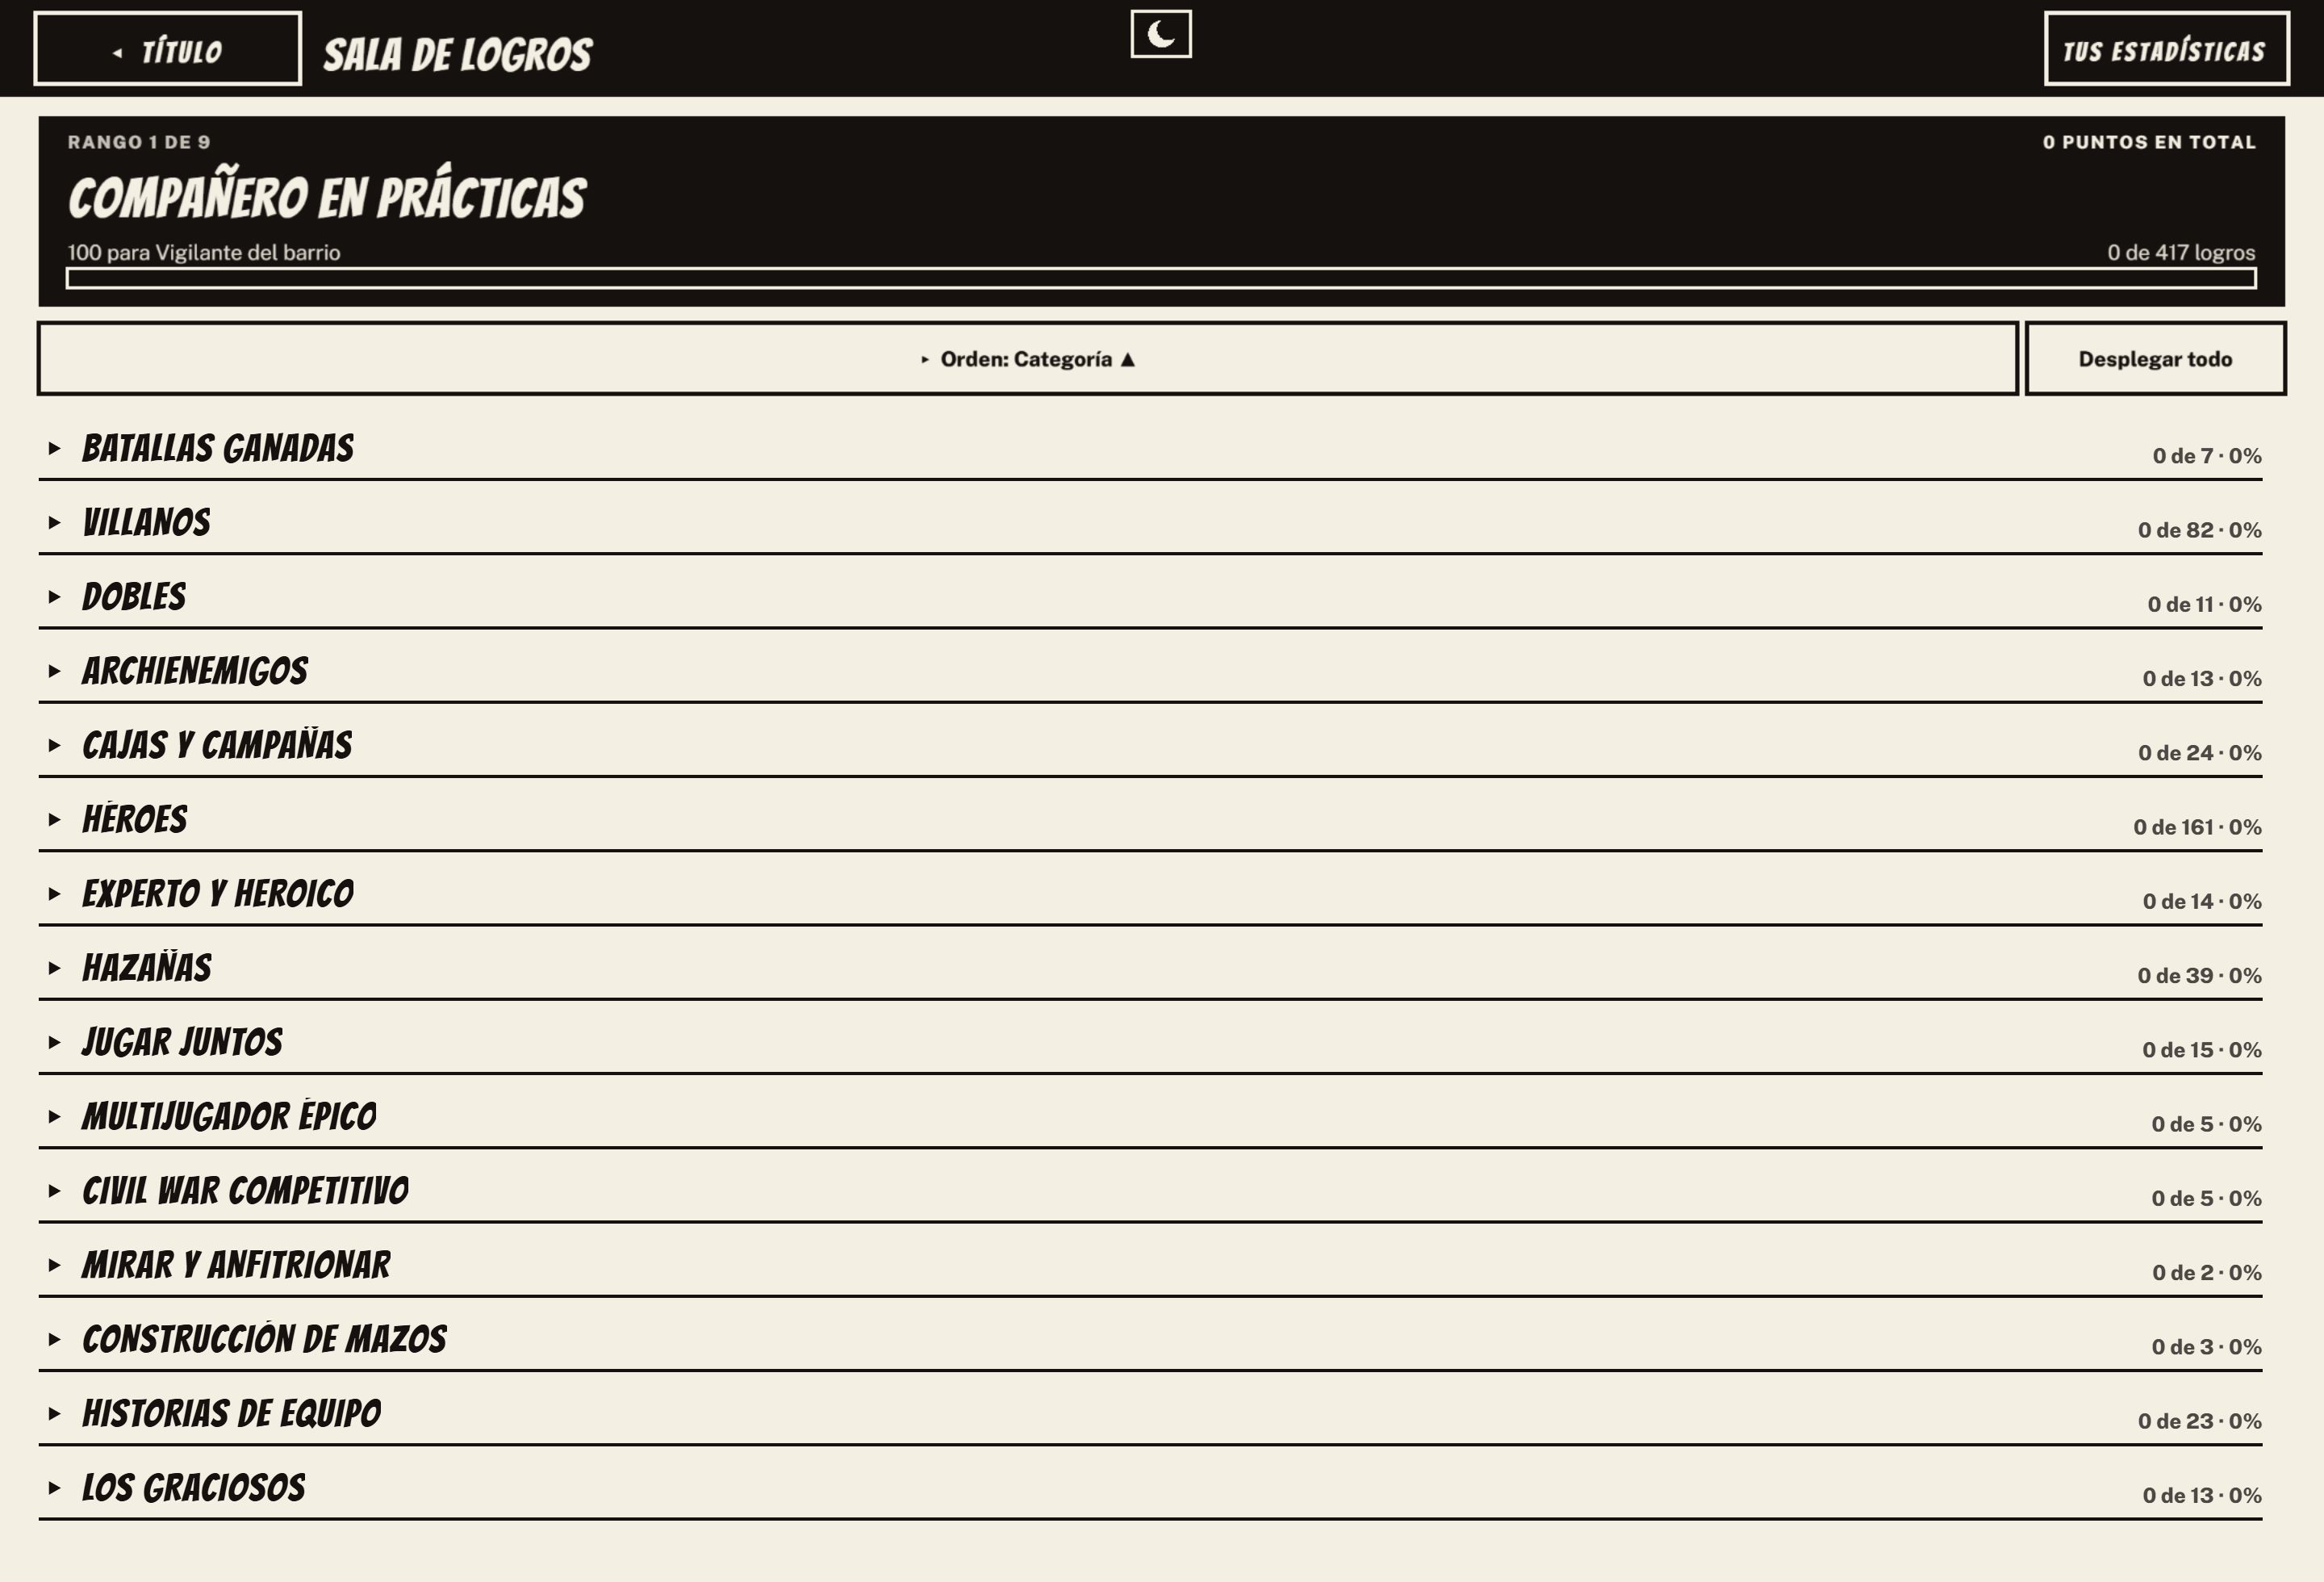 ◂ TÍTULO
SALA DE LOGROS
TUS ESTADÍSTICAS
RANGO 1 DE 9
0 PUNTOS EN TOTAL
COMPAÑERO EN PRÁCTICAS
100 para Vigilante del barrio
0 de 417 logros
▸ Orden: Categoría ▲
Desplegar todo
▸ BATALLAS GANADAS 0 de 7 · 0%
▸ VILLANOS 0 de 82 · 0%
▸ DOBLES 0 de 11 · 0%
▸ ARCHIENEMIGOS 0 de 13 · 0%
▸ CAJAS Y CAMPAÑAS 0 de 24 · 0%
▸ HÉROES 0 de 161 · 0%
▸ EXPERTO Y HEROICO 0 de 14 · 0%
▸ HAZAÑAS 0 de 39 · 0%
▸ JUGAR JUNTOS 0 de 15 · 0%
▸ MULTIJUGADOR ÉPICO 0 de 5 · 0%
▸ CIVIL WAR COMPETITIVO 0 de 5 · 0%
▸ MIRAR Y ANFITRIONAR 0 de 2 · 0%
▸ CONSTRUCCIÓN DE MAZOS 0 de 3 · 0%
▸ HISTORIAS DE EQUIPO 0 de 23 · 0%
▸ LOS GRACIOSOS 0 de 13 · 0%